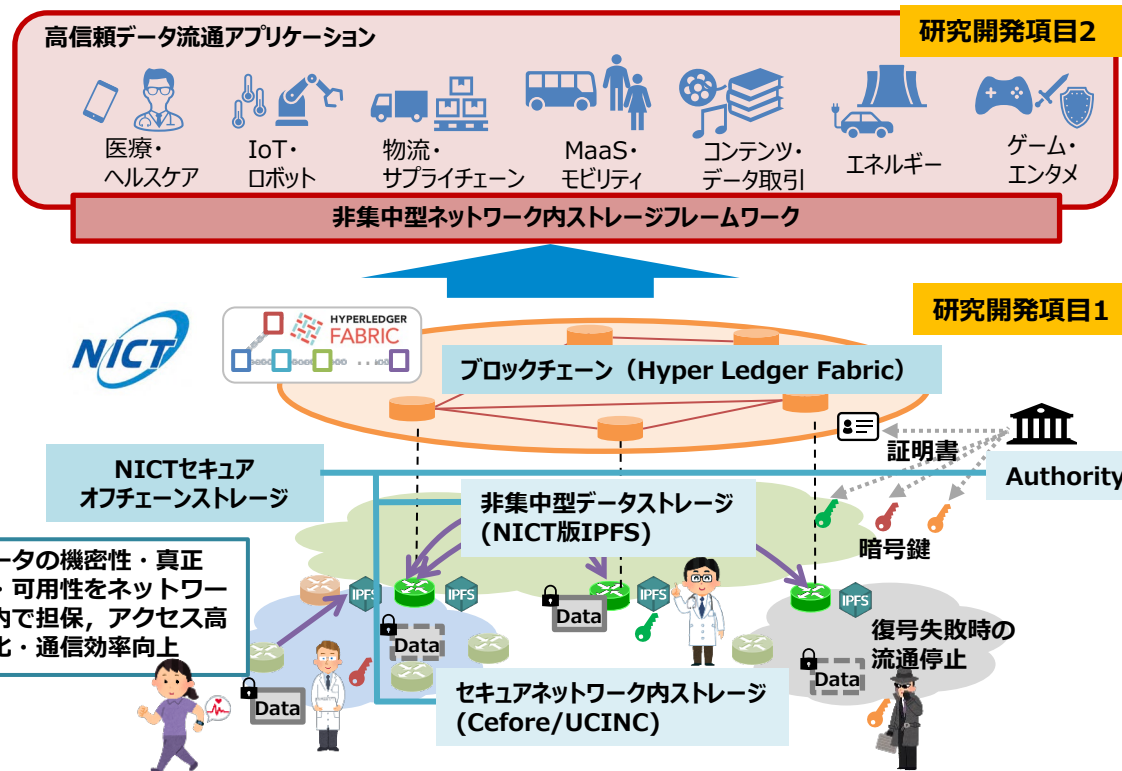 研究開発項目2
高信頼データ流通アプリケーション
医療・
ヘルスケア
IoT・
ロボット
物流・
サプライチェーン
MaaS・
モビリティ
コンテンツ・
データ取引
エネルギー
ゲーム・
エンタメ
非集中型ネットワーク内ストレージフレームワーク
研究開発項目1
NICT
HYPERLEDGER
FABRIC
ブロックチェーン（Hyper Ledger Fabric）
証明書
Authority
NICTセキュア
オフチェーンストレージ
非集中型データストレージ
(NICT版IPFS)
暗号鍵
ータの機密性・真正
・可用性をネットワー
内で担保，アクセス高
化・通信効率向上
IPFS
IPFS
IPFS
IPFS
Data
Data
Data
Data
復号失敗時の
流通停止
セキュアネットワーク内ストレージ
(Cefore/UCINC)